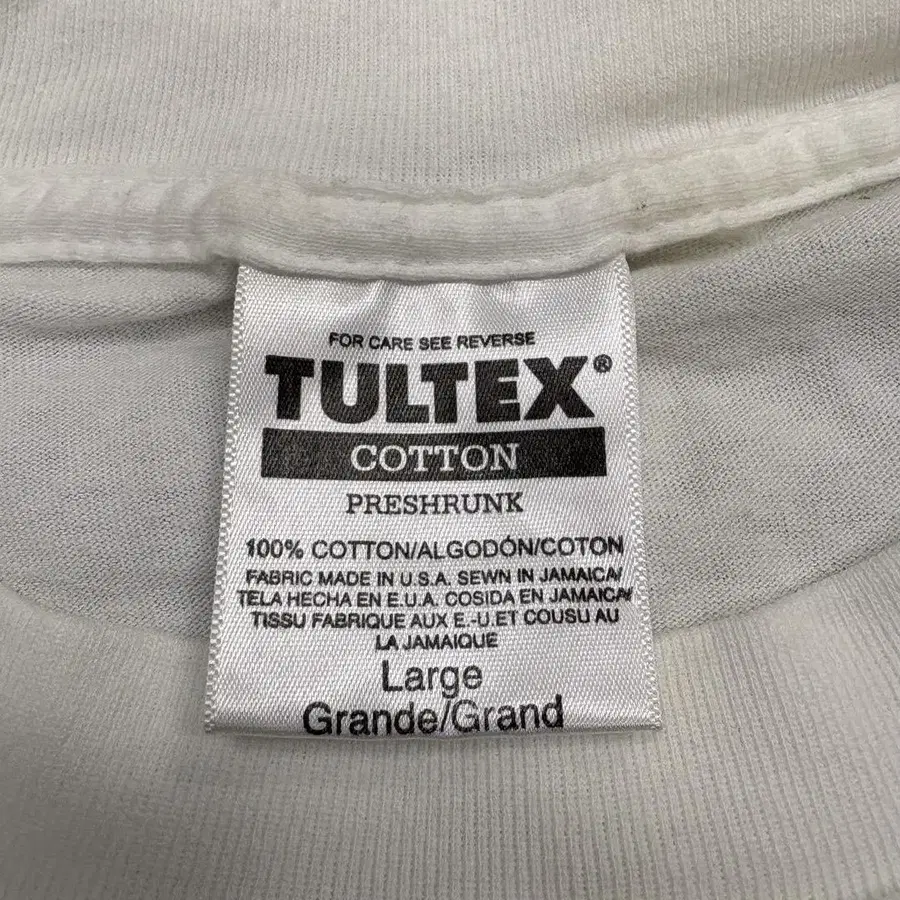 FOR CARE SEE REVERSE
TULTEX®
COTTON
PRESHRUNK
100% COTTON/ALGODÓN/COTON
FABRIC MADE IN U.S.A. SEWN IN JAMAICA/
TELA HECHA EN E.U.A. COSIDA EN JAMAICA/
TISSU FABRIQUE AUX E.-U.ET COUSU AU
LA JAMAIQUE
Large
Grande/Grand